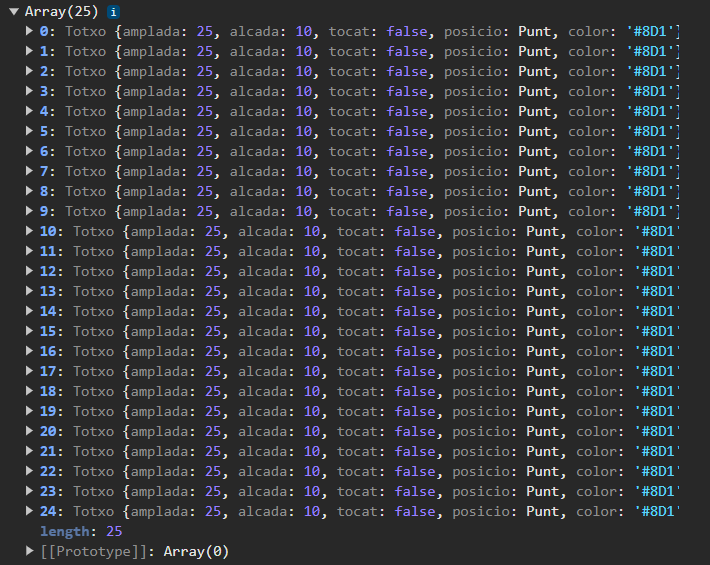 Array(25) i
0: Totxo {amplada: 25, alcada: 10, tocat: false, posicio: Punt, color: '#8D1'}
1: Totxo {amplada: 25, alcada: 10, tocat: false, posicio: Punt, color: '#8D1'}
2: Totxo {amplada: 25, alcada: 10, tocat: false, posicio: Punt, color: '#8D1'}
3: Totxo {amplada: 25, alcada: 10, tocat: false, posicio: Punt, color: '#8D1'}
4: Totxo {amplada: 25, alcada: 10, tocat: false, posicio: Punt, color: '#8D1'}
5: Totxo {amplada: 25, alcada: 10, tocat: false, posicio: Punt, color: '#8D1'}
6: Totxo {amplada: 25, alcada: 10, tocat: false, posicio: Punt, color: '#8D1'}
7: Totxo {amplada: 25, alcada: 10, tocat: false, posicio: Punt, color: '#8D1'}
8: Totxo {amplada: 25, alcada: 10, tocat: false, posicio: Punt, color: '#8D1'}
9: Totxo {amplada: 25, alcada: 10, tocat: false, posicio: Punt, color: '#8D1'}
10: Totxo {amplada: 25, alcada: 10, tocat: false, posicio: Punt, color: '#8D1'
11: Totxo {amplada: 25, alcada: 10, tocat: false, posicio: Punt, color: '#8D1'
12: Totxo {amplada: 25, alcada: 10, tocat: false, posicio: Punt, color: '#8D1'
13: Totxo {amplada: 25, alcada: 10, tocat: false, posicio: Punt, color: '#8D1'
14: Totxo {amplada: 25, alcada: 10, tocat: false, posicio: Punt, color: '#8D1'
15: Totxo {amplada: 25, alcada: 10, tocat: false, posicio: Punt, color: '#8D1'
16: Totxo {amplada: 25, alcada: 10, tocat: false, posicio: Punt, color: '#8D1'
17: Totxo {amplada: 25, alcada: 10, tocat: false, posicio: Punt, color: '#8D1'
18: Totxo {amplada: 25, alcada: 10, tocat: false, posicio: Punt, color: '#8D1'
19: Totxo {amplada: 25, alcada: 10, tocat: false, posicio: Punt, color: '#8D1'
20: Totxo {amplada: 25, alcada: 10, tocat: false, posicio: Punt, color: '#8D1'
21: Totxo {amplada: 25, alcada: 10, tocat: false, posicio: Punt, color: '#8D1'
22: Totxo {amplada: 25, alcada: 10, tocat: false, posicio: Punt, color: '#8D1'
23: Totxo {amplada: 25, alcada: 10, tocat: false, posicio: Punt, color: '#8D1'
24: Totxo {amplada: 25, alcada: 10, tocat: false, posicio: Punt, color: '#8D1'
length: 25
[[Prototype]]: Array(0)